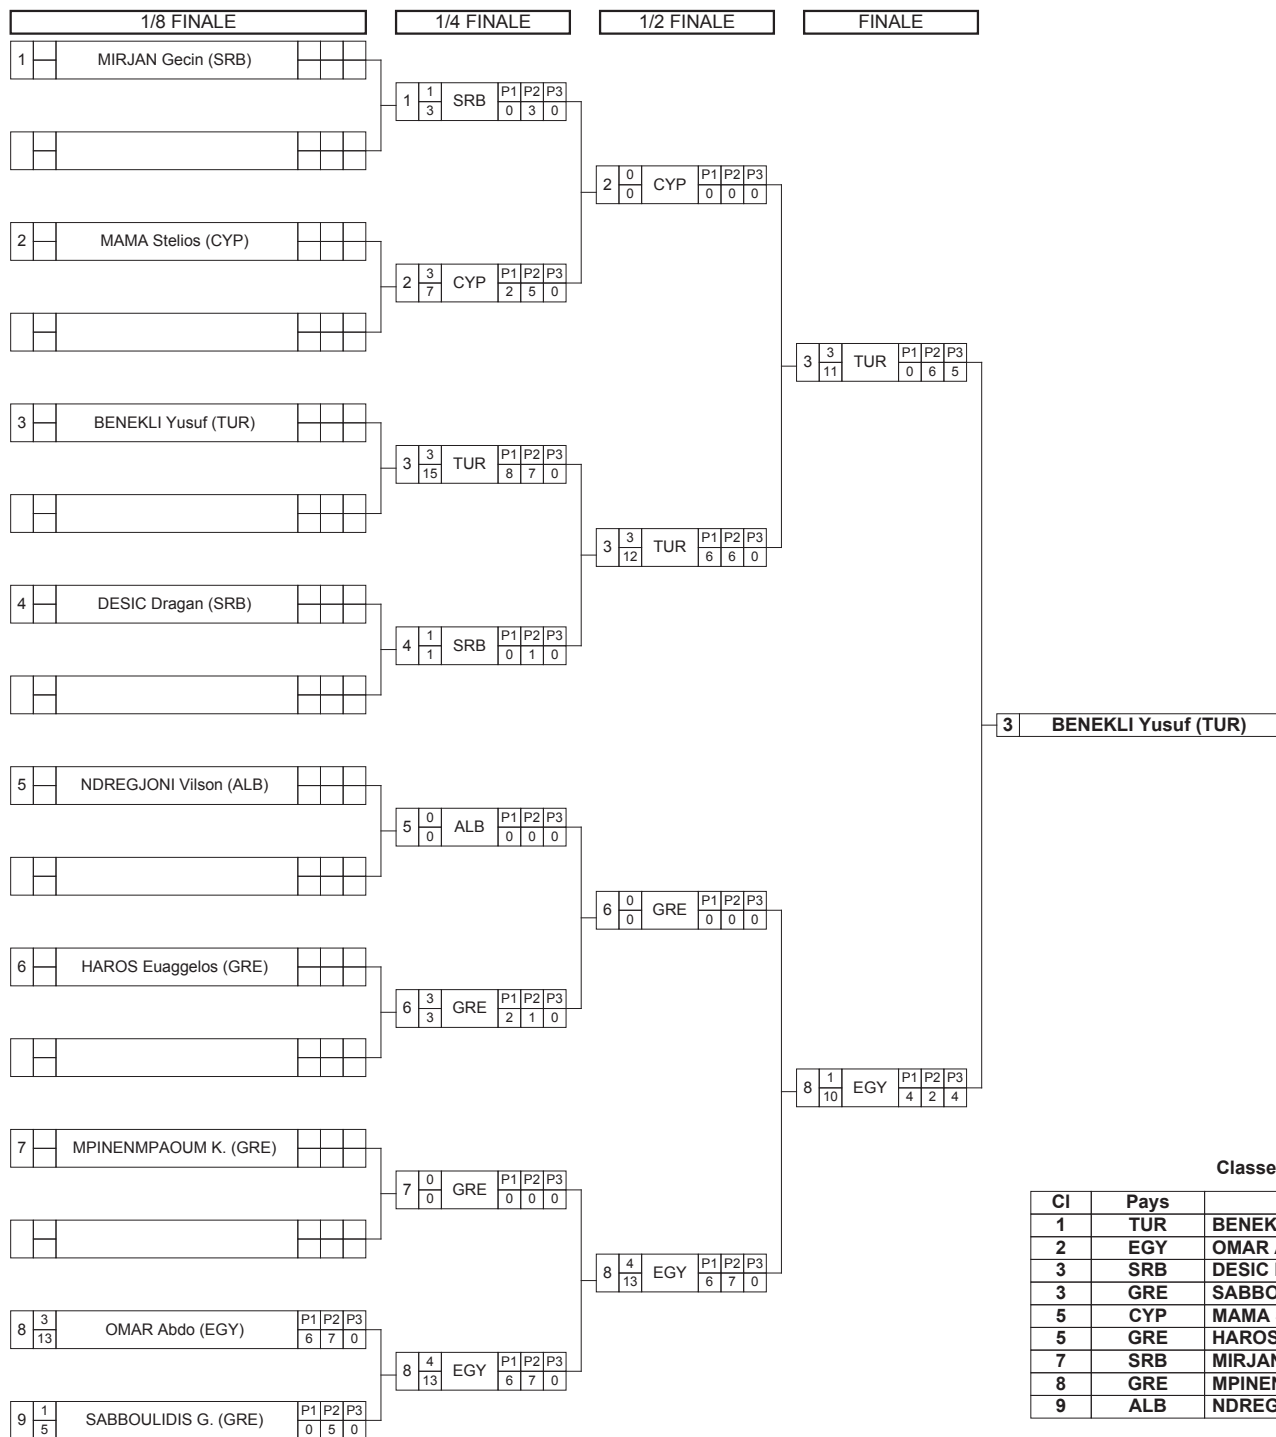 1/8 FINALE 1/4 FINALE 1/2 FINALE FINALE
1 MIRJAN Gecin (SRB)
1 1 3 SRB P1 P2 P3 0 3 0
2 0 0 CYP P1 P2 P3 0 0 0
2 MAMA Stelios (CYP)
2 3 7 CYP P1 P2 P3 2 5 0
3 3 11 TUR P1 P2 P3 0 6 5
3 BENEKLI Yusuf (TUR)
3 3 15 TUR P1 P2 P3 8 7 0
3 3 12 TUR P1 P2 P3 6 6 0
4 DESIC Dragan (SRB)
4 1 1 SRB P1 P2 P3 0 1 0
3 BENEKLI Yusuf (TUR)
5 NDREGJONI Vilson (ALB)
5 0 0 ALB P1 P2 P3 0 0 0
6 0 0 GRE P1 P2 P3 0 0 0
6 HAROS Euaggelos (GRE)
6 3 3 GRE P1 P2 P3 2 1 0
8 1 10 EGY P1 P2 P3 4 2 4
7 MPINENMPAOUM K. (GRE)
7 0 0 GRE P1 P2 P3 0 0 0
8 4 13 EGY P1 P2 P3 6 7 0
8 3 13 OMAR Abdo (EGY) P1 P2 P3 6 7 0
8 4 13 EGY P1 P2 P3 6 7 0
9 1 5 SABBOULIDIS G. (GRE) P1 P2 P3 0 5 0
Classe
Cl Pays
1 TUR BENEK
2 EGY OMAR
3 SRB DESIC
3 GRE SABBO
5 CYP MAMA
5 GRE HAROS
7 SRB MIRJAN
8 GRE MPINEN
9 ALB NDREG